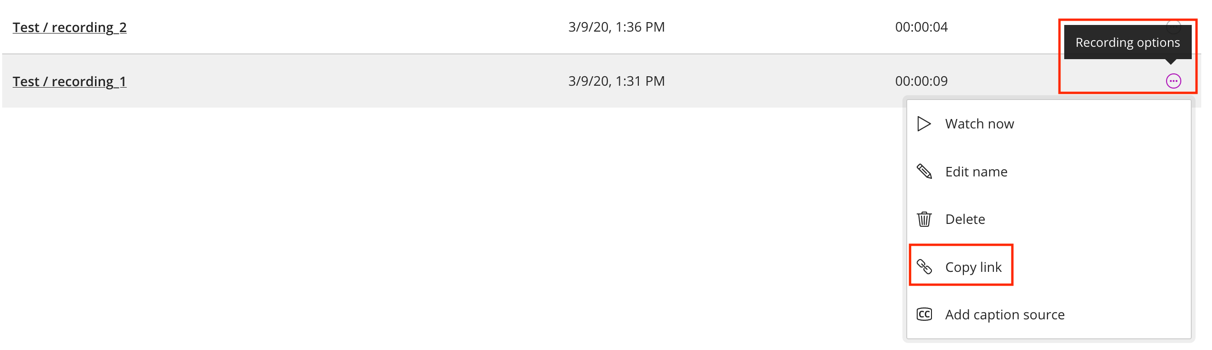 Test / recording_2 3/9/20, 1:36 PM 00:00:04
Recording options
Test / recording_1 3/9/20, 1:31 PM 00:00:09
Watch now
Edit name
Delete
Copy link
CC Add caption source